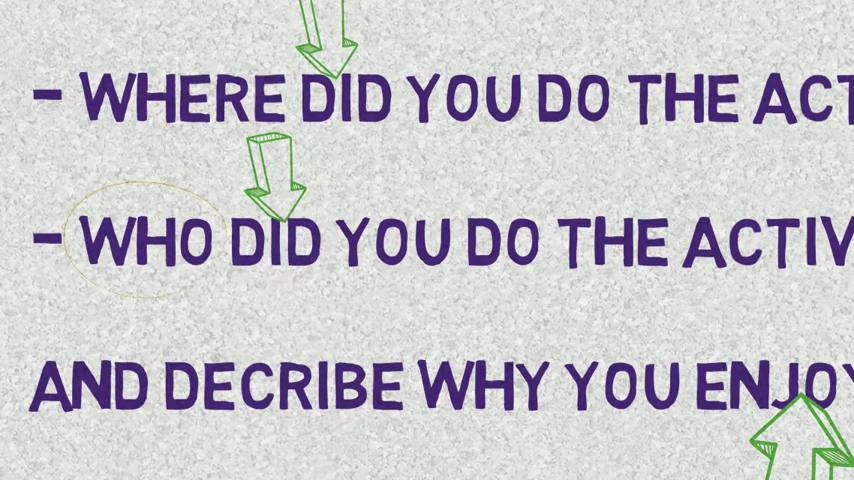 - WHERE DID YOU DO THE ACT
- WHO DID YOU DO THE ACTIV
AND DECRIBE WHY YOU ENJOY